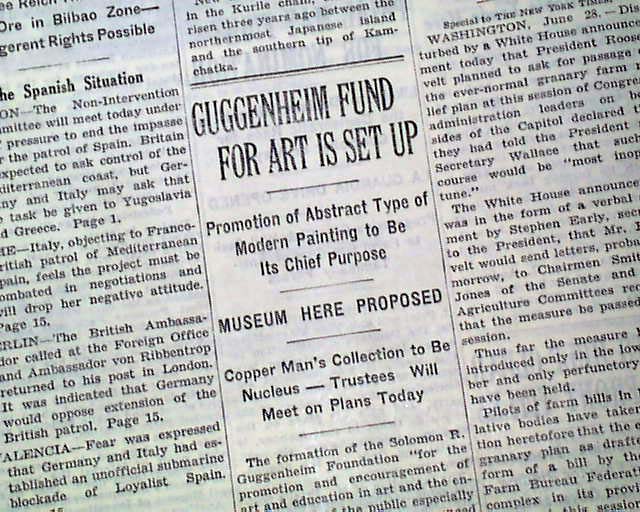 Ore in Bilbao Zone—
gerent Rights Possible
he Spanish Situation
ON—The Non-Intervention
mittee will meet today under
pressure to end the impasse
r the patrol of Spain. Britain
xpected to ask control of the
diterranean coast, but Ger-
ny and Italy may ask that
task be given to Yugoslavia
d Greece. Page 1.
ME—Italy, objecting to Franco-
ritish patrol of Mediterranean
pain, feels the project must be
ombated in negotiations and
will drop her negative attitude.
Page 15.
ERLIN—The British Ambassa-
dor called at the Foreign Office
and Ambassador von Ribbentrop
returned to his post in London.
It was indicated that Germany
would oppose extension of the
British patrol. Page 15.
ALENCIA—Fear was expressed
that Germany and Italy had es-
tablished an unofficial submarine
blockade of Loyalist Spain.
in the Kurile chain,
risen three years ago between the
northernmost Japanese island
and the southern tip of Kam-
chatka.
GUGGENHEIM FUND
FOR ART IS SET UP
Promotion of Abstract Type of
Modern Painting to Be
Its Chief Purpose
MUSEUM HERE PROPOSED
Copper Man's Collection to Be
Nucleus — Trustees Will
Meet on Plans Today
The formation of the Solomon R.
Guggenheim Foundation "for the
promotion and encouragement of
art and education in art and the en-
of the public especially
Special to THE NEW YORK TIMES.
WASHINGTON, June 28.—Dis
turbed by a White House announ
ment today that President Roose
velt planned to ask for passage
the ever-normal granary farm r
lief plan at this session of Congre
administration leaders on bo
sides of the Capitol declared
they had told the President
Secretary Wallace that such
course would be "most inop
tune."
The White House announce
was in the form of a verbal
ment by Stephen Early, sec
to the President, that Mr. R
velt would send letters, proba
morrow, to Chairmen Smit
Jones of the Senate and
Agriculture Committees re
that the measure be passe
session.
Thus far the measure
introduced only in the low
ber and only perfunctory
have been held.
Pilots of farm bills in
lative bodies have taken
tion heretofore that the
granary plan as draft
form of a bill by the
Farm Bureau Federat
complex in its provi
this session